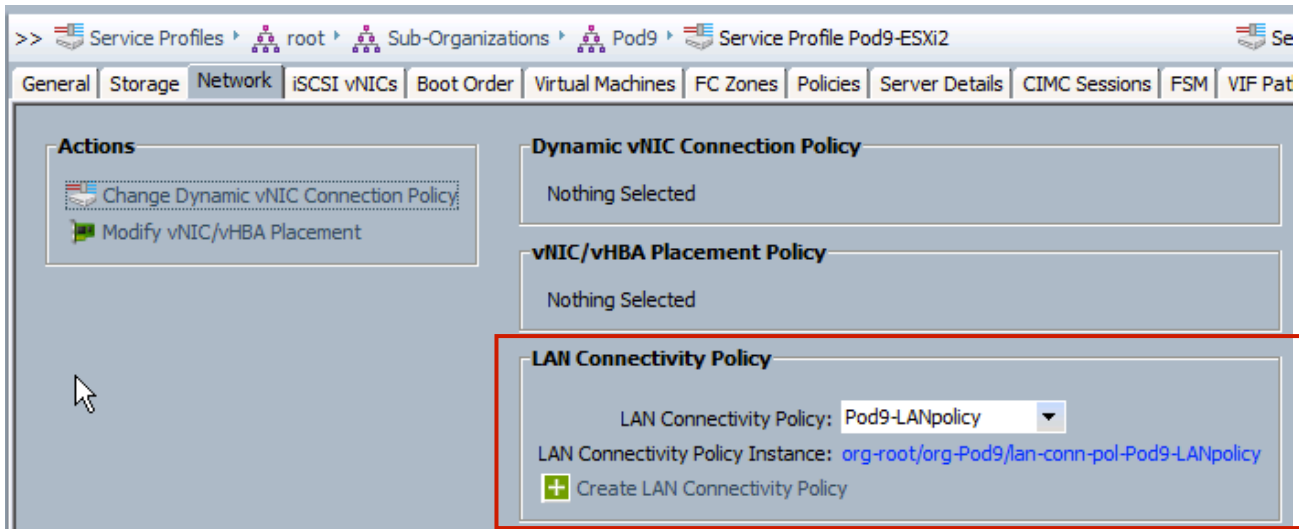 >> Service Profiles root Sub-Organizations Pod9 Service Profile Pod9-ESXi2
General Storage Network iSCSI vNICs Boot Order Virtual Machines FC Zones Policies Server Details CIMC Sessions FSM VIF Pat
Actions
Change Dynamic vNIC Connection Policy
Modify vNIC/vHBA Placement
Dynamic vNIC Connection Policy
Nothing Selected
vNIC/vHBA Placement Policy
Nothing Selected
LAN Connectivity Policy
LAN Connectivity Policy: Pod9-LANpolicy
LAN Connectivity Policy Instance: org-root/org-Pod9/lan-conn-pol-Pod9-LANpolicy
Create LAN Connectivity Policy